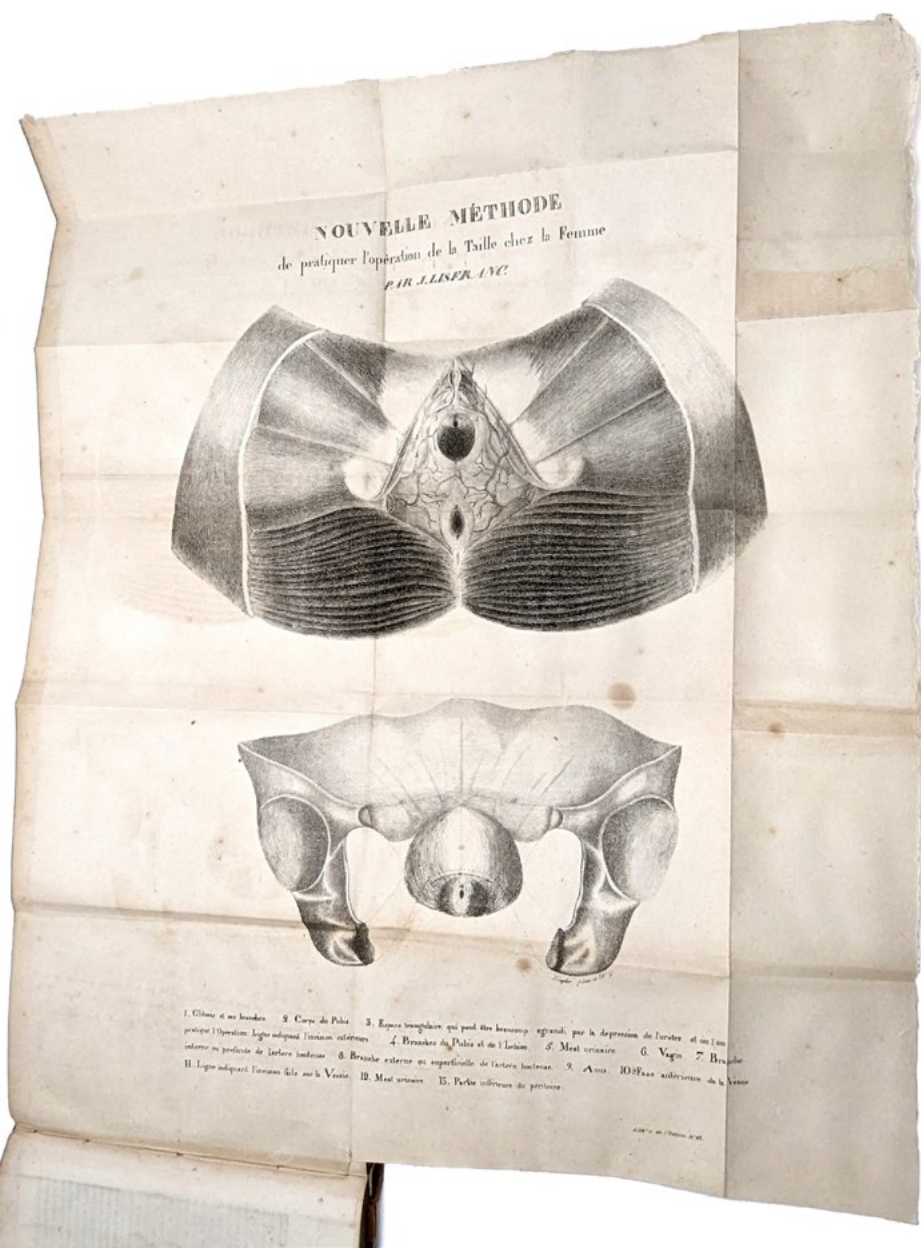 NOUVELLE MÉTHODE
de pratiquer l'opération de la Taille chez la Femme
PAR J. LISFRANC.
1. Clitoris et ses branches. 2. Corps du Pubis. 3. Espace triangulaire qui peut être beaucoup agrandi par la depression de l'urètre et où l'on
pratique l'Operation: Ligne indiquant l'incision extérieure. 4. Branches du Pubis et de l'Ischion. 5. Méat urinaire. 6. Vagin. 7. Branche
interne ou profonde de l'artere honteuse. 8. Branche externe ou superficielle de l'artere honteuse. 9. Anus. 10. Face antérieure de la Vessie
11. Ligne indiquant l'incision faite sur la Vessie. 12. Méat urinaire. 13. Partie inférieure du péritoine.